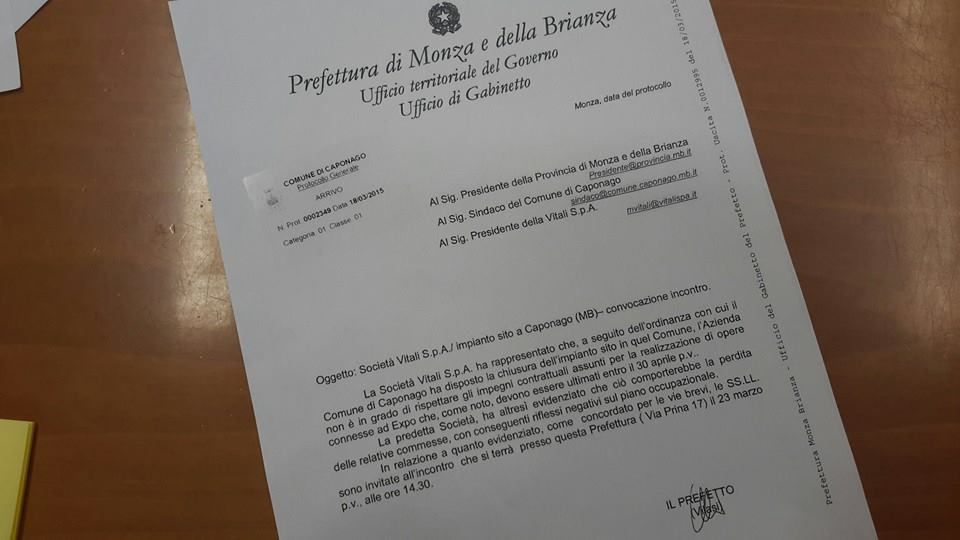 Prefettura di Monza e della Brianza
Ufficio territoriale del Governo
Ufficio di Gabinetto
Monza, data del protocollo
COMUNE DI CAPONAGO
Protocollo Generale
ARRIVO
N. Prot 0002349 Data 18/03/2015
Categoria 01 Classe 01
Al Sig. Presidente della Provincia di Monza e della Brianza
Presidente@provincia.mb.it
Al Sig. Sindaco del Comune di Caponago
sindaco@comune.caponago.mb.it
Al Sig. Presidente della Vitali S.p.A.
mvitali@vitalispa.it
Oggetto: Società Vitali S.p.A./ impianto sito a Caponago (MB)– convocazione incontro.
La Società Vitali S.p.A. ha rappresentato che, a seguito dell'ordinanza con cui il
Comune di Caponago ha disposto la chiusura dell'impianto sito in quel Comune, l'Azienda
non è in grado di rispettare gli impegni contrattuali assunti per la realizzazione di opere
connesse ad Expo che, come noto, devono essere ultimati entro il 30 aprile p.v..
La predetta Società, ha altresì evidenziato che ciò comporterebbe la perdita
delle relative commesse, con conseguenti riflessi negativi sul piano occupazionale.
In relazione a quanto evidenziato, come concordato per le vie brevi, le SS.LL.
sono invitate all'incontro che si terrà presso questa Prefettura ( Via Prina 17) il 23 marzo
p.v., alle ore 14.30.
IL PREFETTO
(Vilasi)
Prefettura Monza Brianza - Ufficio del Gabinetto del Prefetto - Prot. Uscita N.0012995 del 18/03/2015